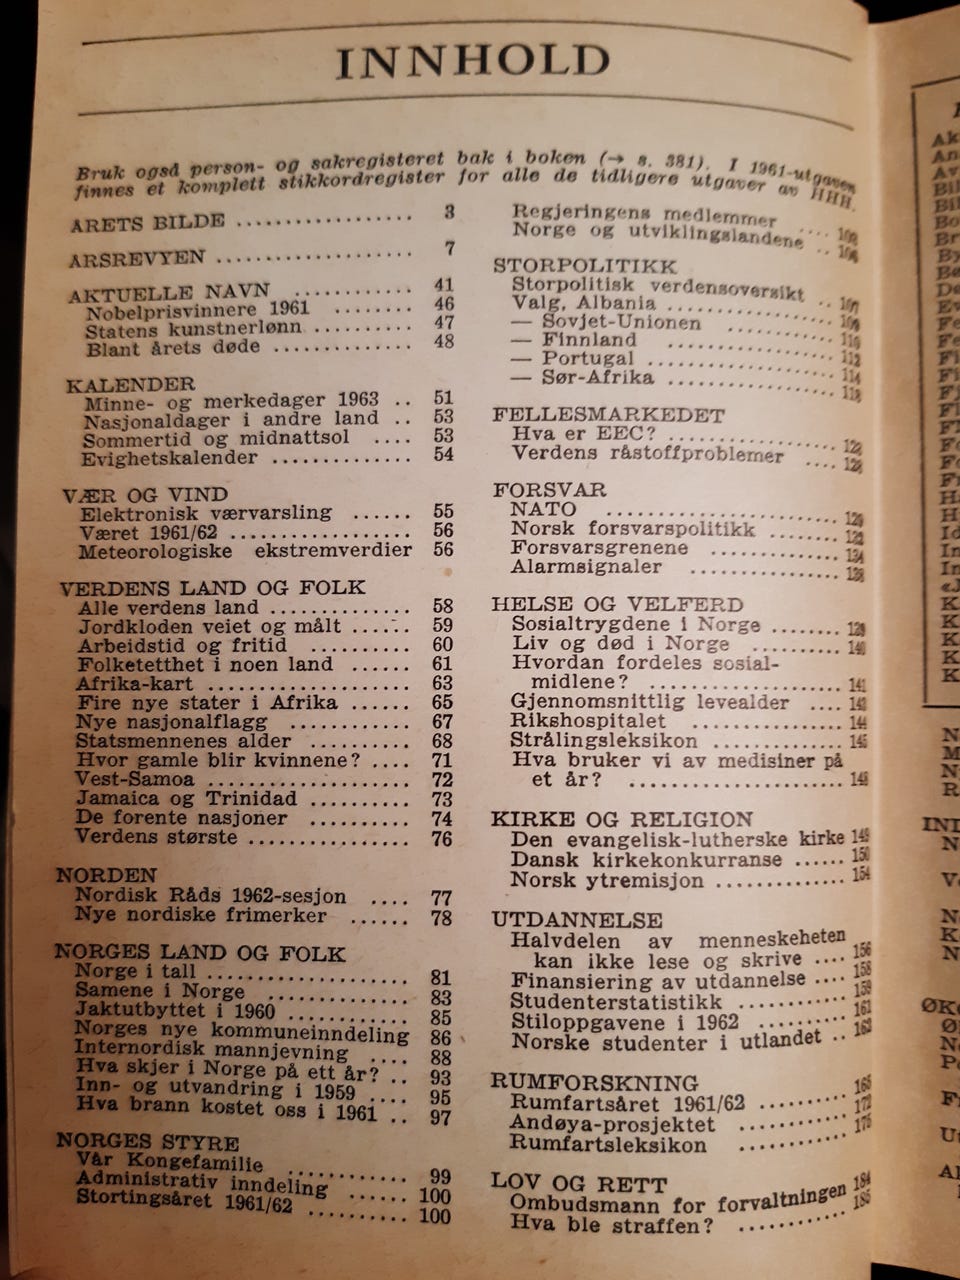 INNHOLD
Bruk også person- og sakregisteret bak i boken (→ s. 381). I 1961-utgaven
finnes et komplett stikkordregister for alle de tidligere utgaver av HHH.
ÅRETS BILDE .................. 3
ÅRSREVYEN .................... 7
AKTUELLE NAVN ............ 41
Nobelprisvinnere 1961 ........ 46
Statens kunstnerlønn .......... 47
Blant årets døde .............. 48
KALENDER
Minne- og merkedager 1963 .. 51
Nasjonaldager i andre land .. 53
Sommertid og midnattsol .... 53
Evighetskalender .............. 54
VÆR OG VIND
Elektronisk værvarsling ...... 55
Været 1961/62 .................. 56
Meteorologiske ekstremverdier 56
VERDENS LAND OG FOLK
Alle verdens land .............. 58
Jordkloden veiet og målt ...... 59
Arbeidstid og fritid .......... 60
Folketetthet i noen land ...... 61
Afrika-kart .................... 63
Fire nye stater i Afrika ...... 65
Nye nasjonalflagg ............ 67
Statsmennenes alder .......... 68
Hvor gamle blir kvinnene? .... 71
Vest-Samoa .................... 72
Jamaica og Trinidad .......... 73
De forente nasjoner .......... 74
Verdens største ................ 76
NORDEN
Nordisk Råds 1962-sesjon .... 77
Nye nordiske frimerker ...... 78
NORGES LAND OG FOLK
Norge i tall .................... 81
Samene i Norge .............. 83
Jaktutbyttet i 1960 ............ 85
Norges nye kommuneinndeling 86
Internordisk mannjevning .... 88
Hva skjer i Norge på ett år? .. 93
Inn- og utvandring i 1959 .... 95
Hva brann kostet oss i 1961 .. 97
NORGES STYRE
Vår Kongefamilie ............ 99
Administrativ inndeling ...... 100
Stortingsåret 1961/62 .......... 100
Regjeringens medlemmer ....
Norge og utviklingslandene ..
STORPOLITIKK
Storpolitisk verdensoversikt .. 107
Valg, Albania ..................
— Sovjet-Unionen ............ 110
— Finnland .................. 112
— Portugal .................. 114
— Sør-Afrika ................
FELLESMARKEDET
Hva er EEC? ..................
Verdens råstoffproblemer ....
FORSVAR
NATO ........................
Norsk forsvarspolitikk ........
Forsvarsgrenene ..............
Alarmsignaler ................
HELSE OG VELFERD
Sosialtrygdene i Norge ........
Liv og død i Norge .......... 140
Hvordan fordeles sosial-
midlene? .................... 141
Gjennomsnittlig levealder ....
Rikshospitalet ................ 144
Strålingsleksikon ..............
Hva bruker vi av medisiner på
et år? ......................
KIRKE OG RELIGION
Den evangelisk-lutherske kirke
Dansk kirkekonkurranse ...... 150
Norsk ytremisjon .............. 154
UTDANNELSE
Halvdelen av menneskeheten
kan ikke lese og skrive .... 156
Finansiering av utdannelse .... 158
Studenterstatistikk ............ 159
Stiloppgavene i 1962 ..........
Norske studenter i utlandet ..
RUMFORSKNING
Rumfartsåret 1961/62 ..........
Andøya-prosjektet ............
Rumfartsleksikon ..............
LOV OG RETT
Ombudsmann for forvaltningen 184
Hva ble straffen? ............